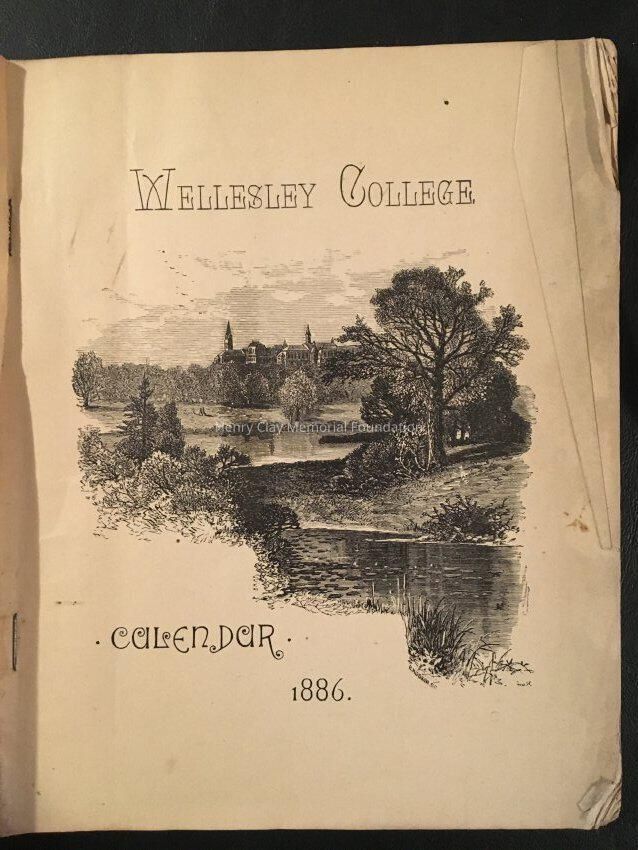 WELLESLEY COLLEGE.
Henry Clay Memorial Foundation
· CALENDAR ·
1886.